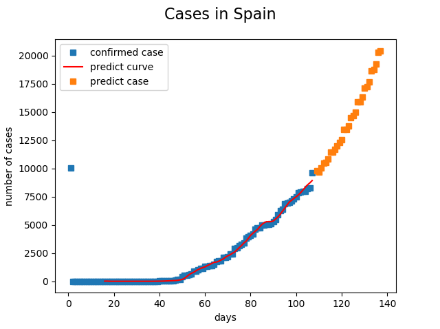 Cases in Spain
confirmed case
predict curve
predict case
20000
17500
15000
12500
10000
7500
5000
2500
0
number of cases
0 20 40 60 80 100 120 140
days